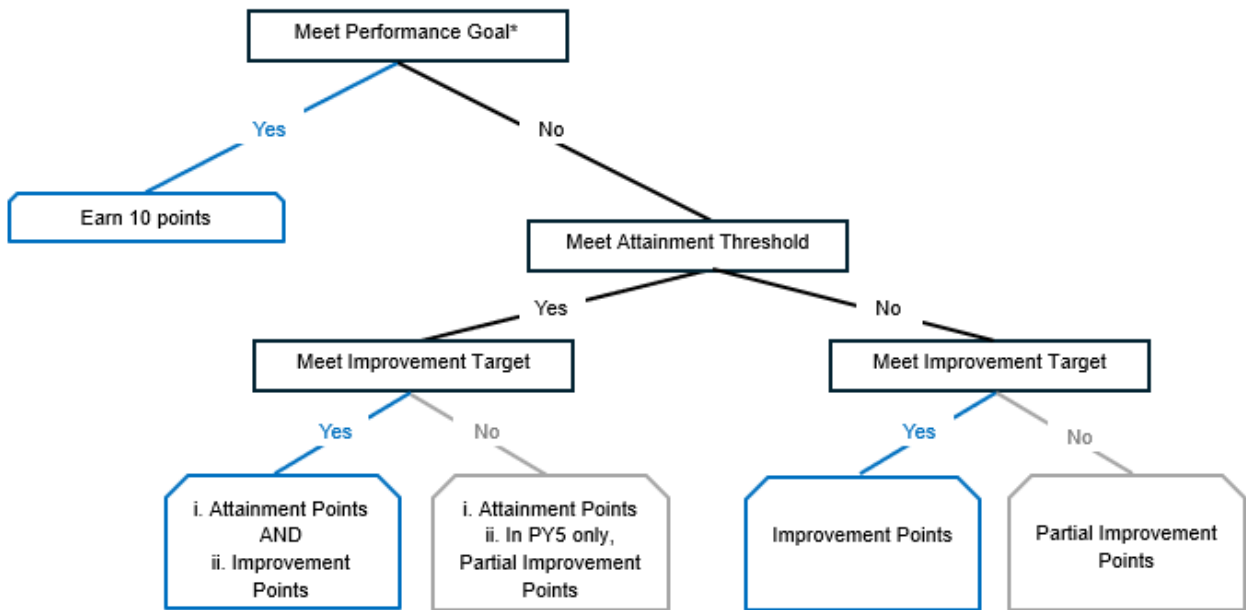 Meet Performance Goal*
Yes
No
Earn 10 points
Meet Attainment Threshold
Yes
No
Meet Improvement Target
Meet Improvement Target
Yes
No
Yes
No
i. Attainment Points
AND
ii. Improvement
Points
i. Attainment Points
ii. In PY5 only,
Partial Improvement
Points
Improvement Points
Partial Improvement
Points